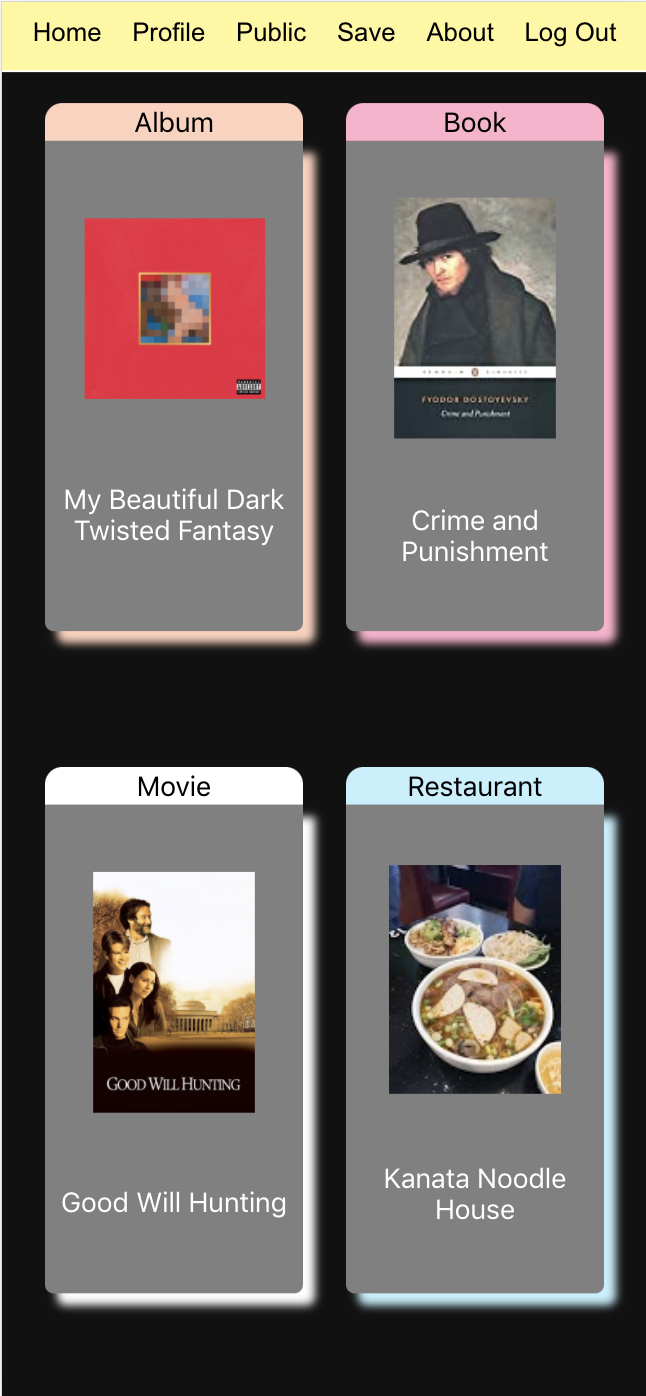 Home Profile Public Save About Log Out
Album
Book
My Beautiful Dark
Twisted Fantasy
FYODOR DOSTOYEVSKY
Crime and Punishment
Crime and
Punishment
Movie
Restaurant
GOOD WILL HUNTING
Good Will Hunting
Kanata Noodle
House